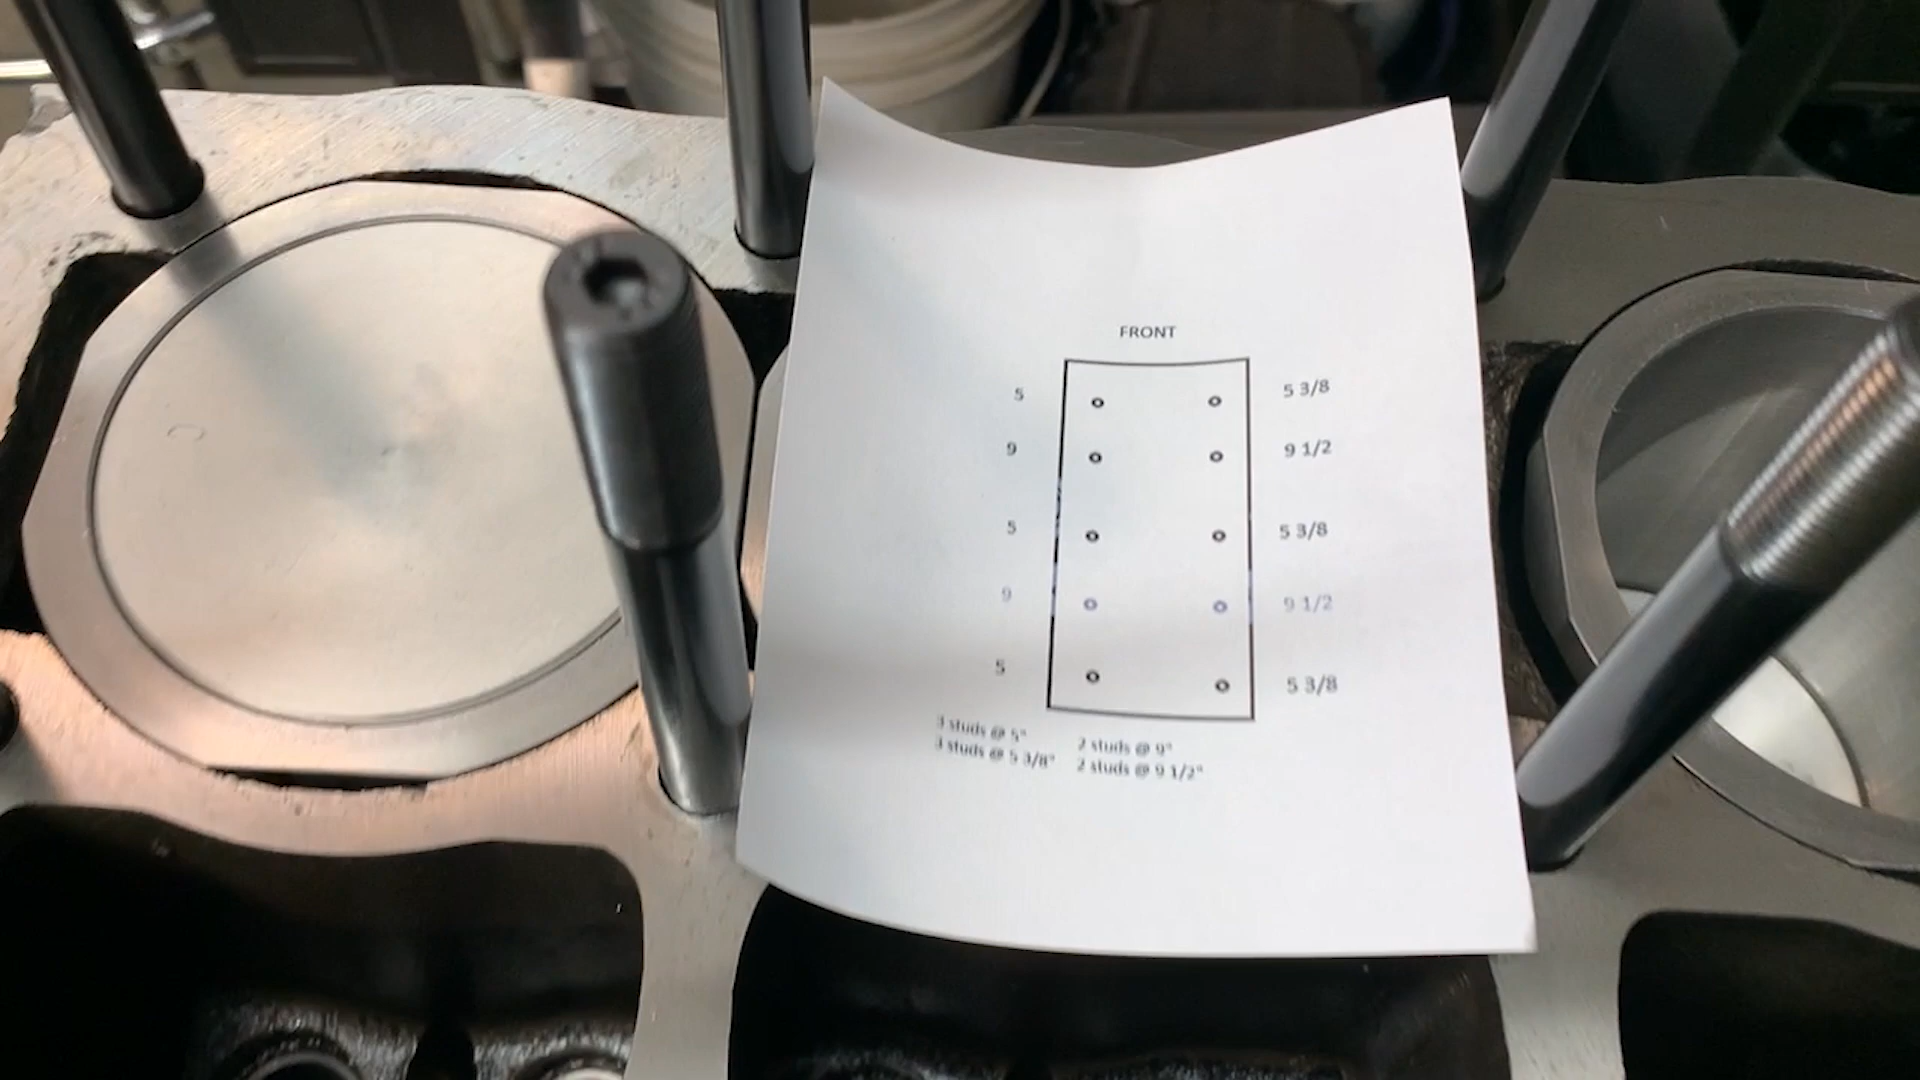 FRONT
5 5 3/8
9 9 1/2
5 5 3/8
9 9 1/2
5 5 3/8
3 studs @ 5" 2 studs @ 9"
3 studs @ 5 3/8" 2 studs @ 9 1/2"